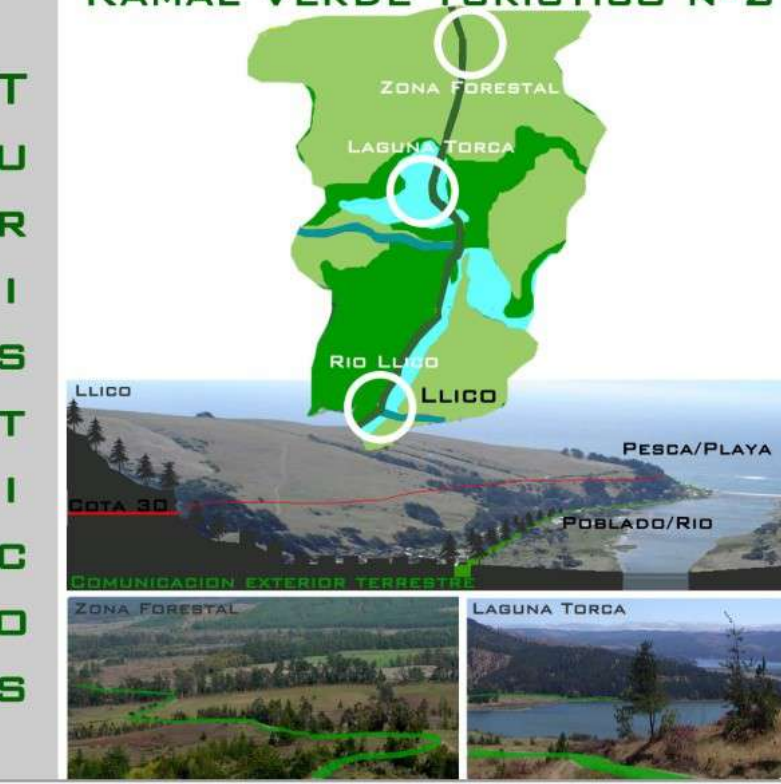 RAMAL VERDE TURISTICO N°2
TURISTICOS
ZONA FORESTAL
LAGUNA TORCA
RIO LLICO
LLICO
LLICO
PESCA/PLAYA
COTA 30
POBLADO/RIO
COMUNICACION EXTERIOR TERRESTRE
ZONA FORESTAL
LAGUNA TORCA